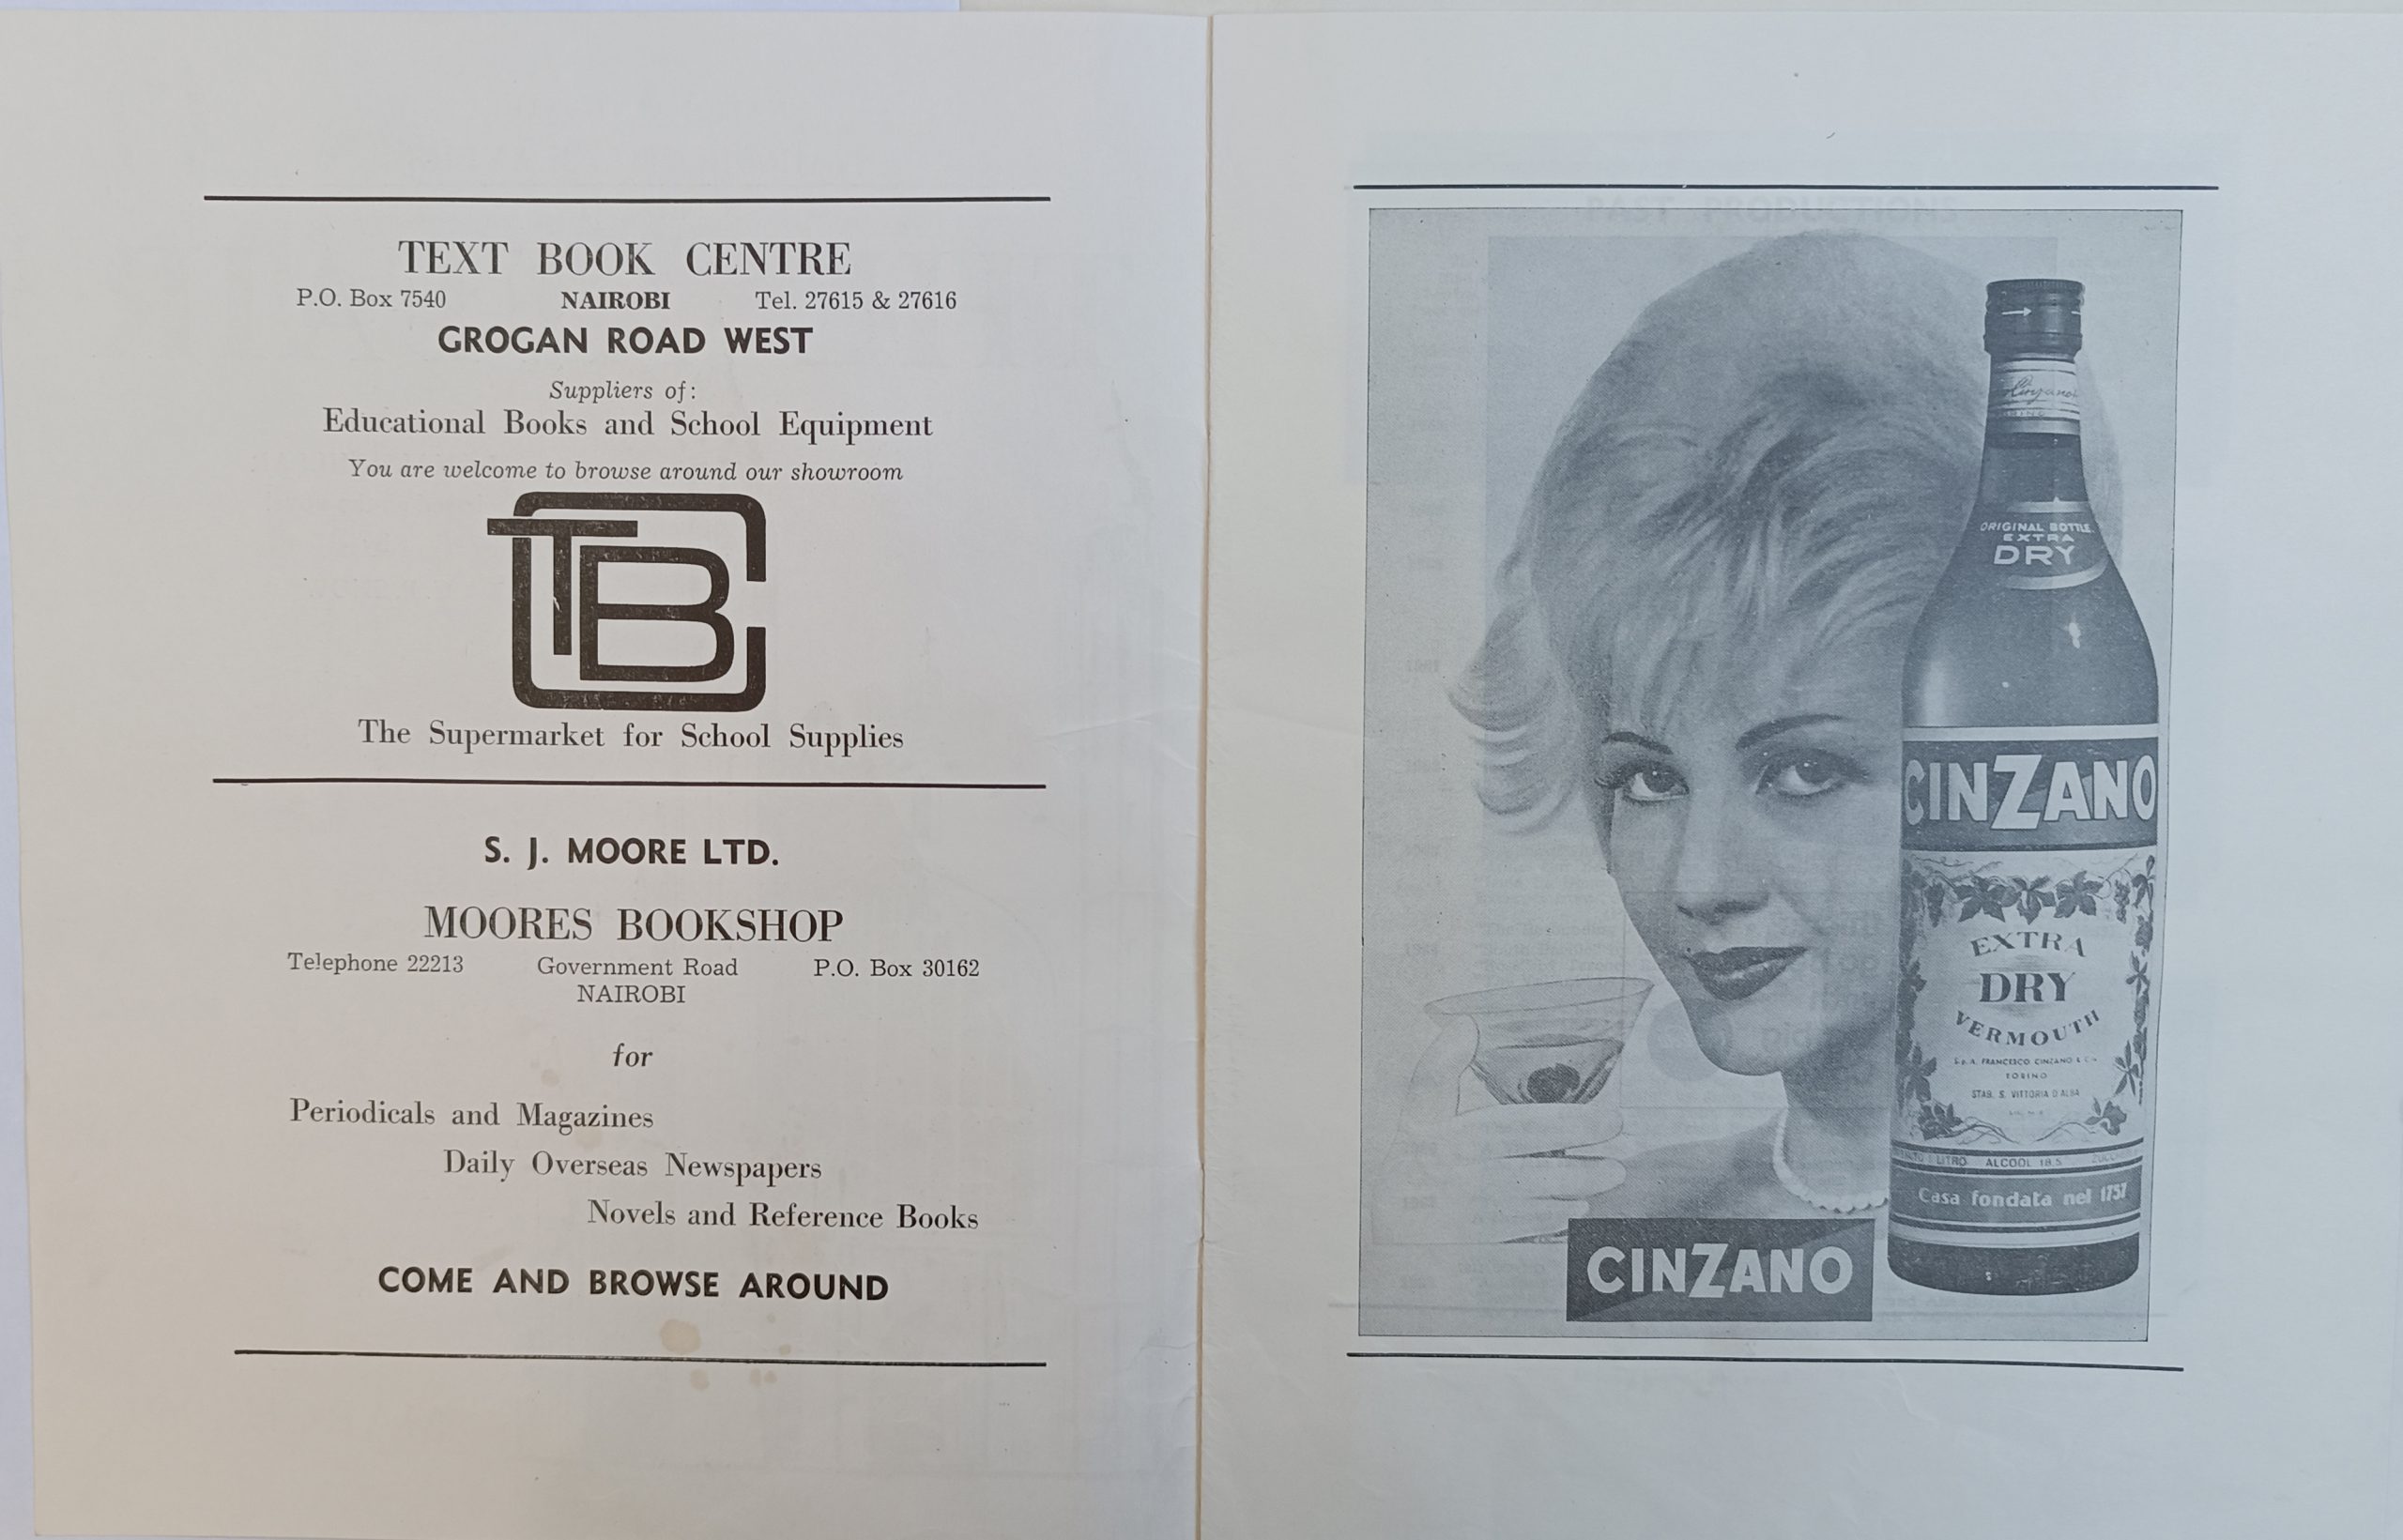 TEXT BOOK CENTRE
P.O. Box 7540 NAIROBI Tel. 27615 & 27616
GROGAN ROAD WEST
Suppliers of:
Educational Books and School Equipment
You are welcome to browse around our showroom
TBC
The Supermarket for School Supplies
S. J. MOORE LTD.
MOORES BOOKSHOP
Telephone 22213 Government Road P.O. Box 30162
NAIROBI
for
Periodicals and Magazines
Daily Overseas Newspapers
Novels and Reference Books
COME AND BROWSE AROUND
Cinzano
ORIGINAL BOTTLE
EXTRA
DRY
CINZANO
EXTRA
DRY
VERMOUTH
FRANCESCO CINZANO & C
TORINO
STAB. S. VITTORIA D'ALBA
1 LITRO ALCOOL 18.5
Casa fondata nel 1757
CINZANO